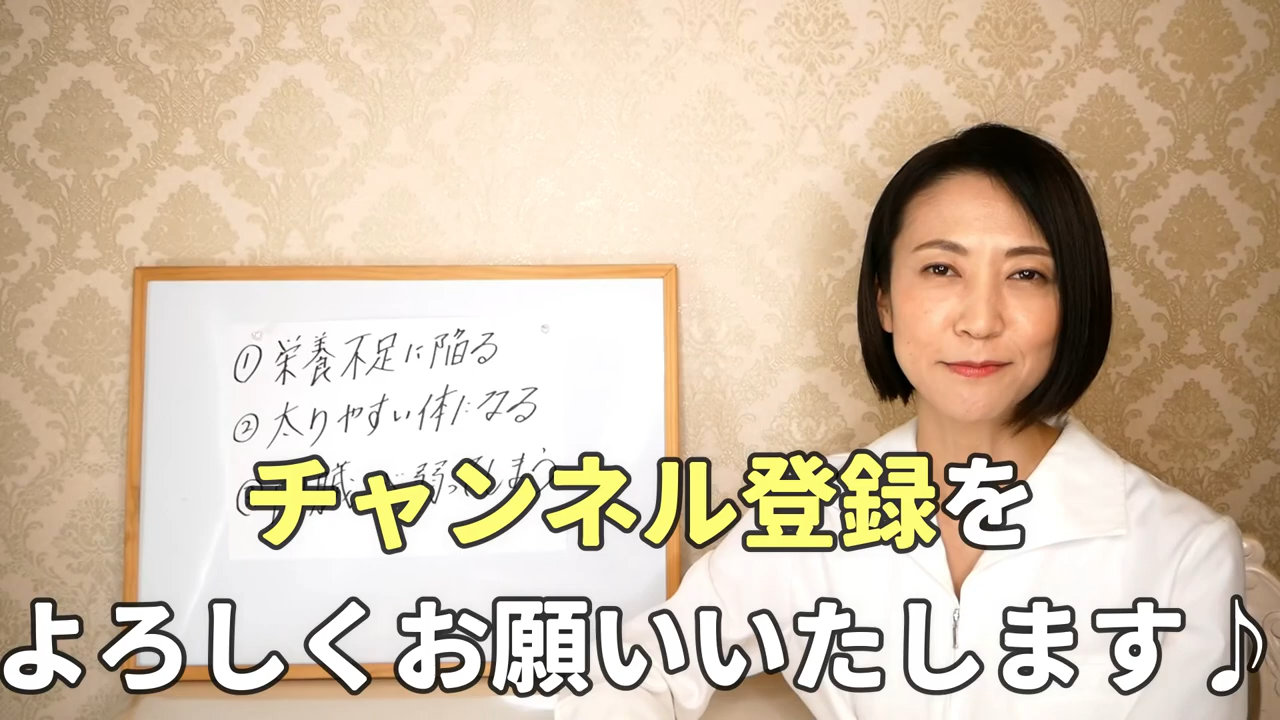 ① 栄養不足に陥る
② 太りやすい体になる
チャンネル登録を
よろしくお願いいたします♪